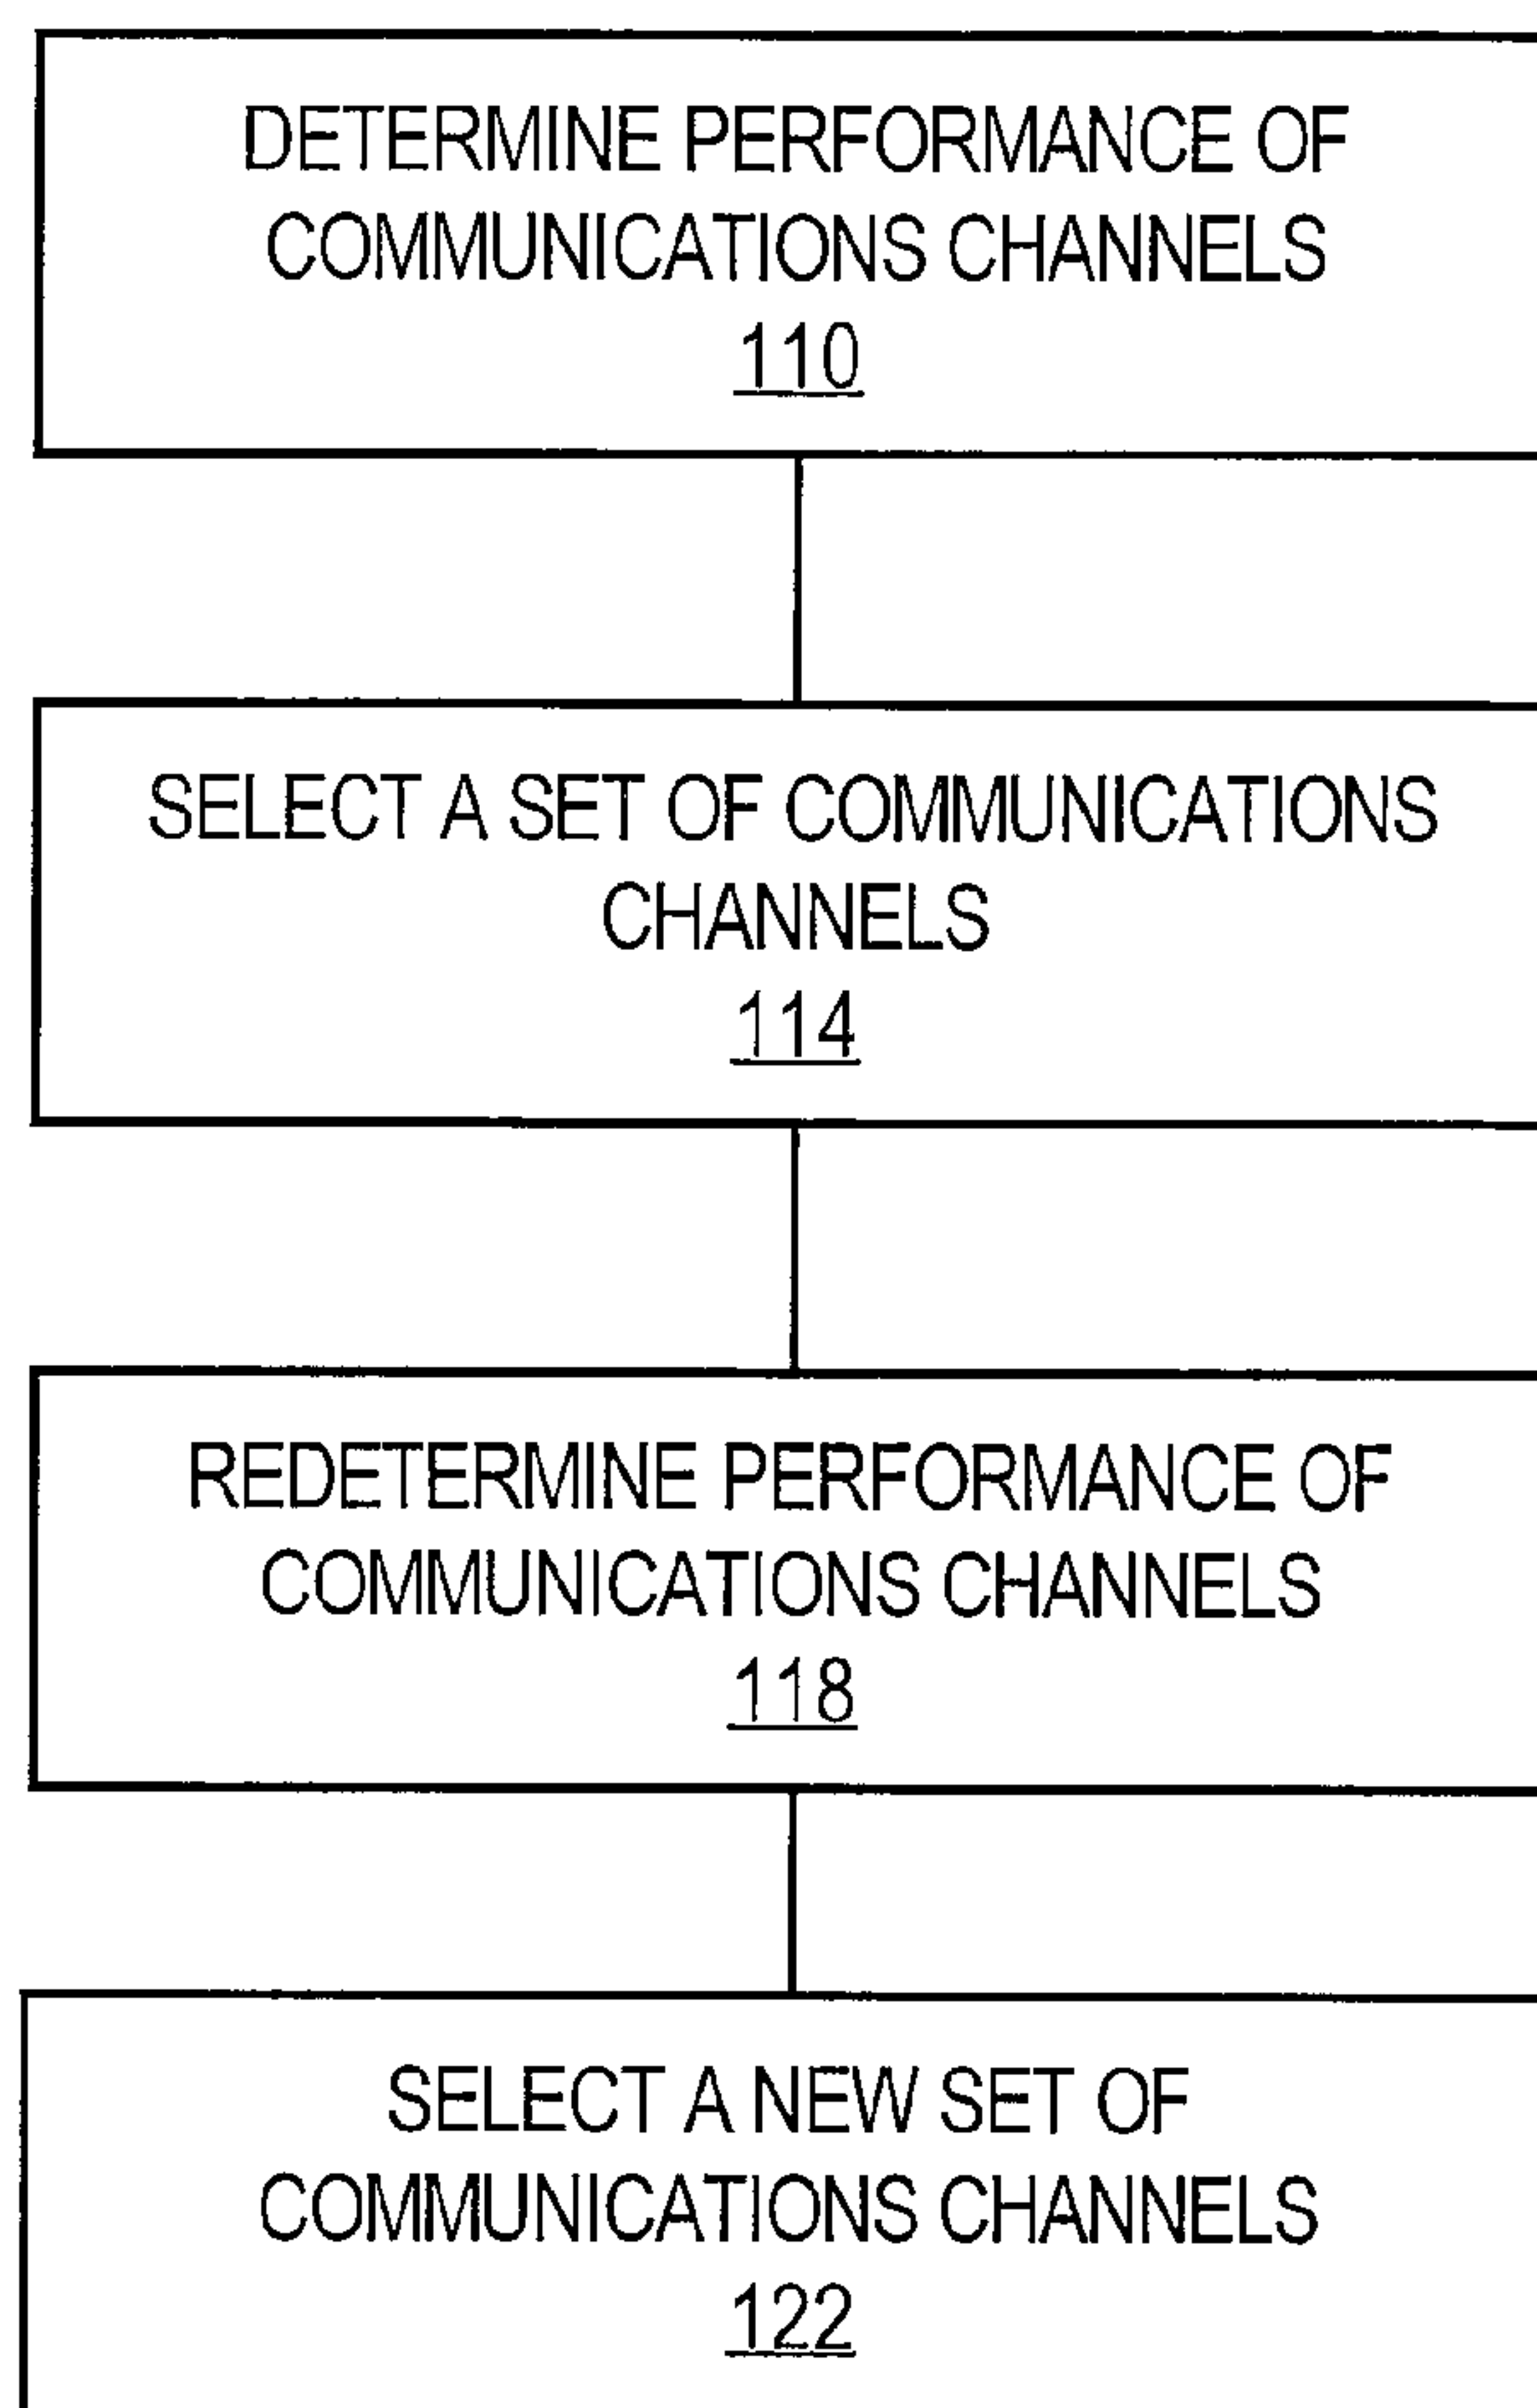 DETERMINE PERFORMANCE OF
COMMUNICATIONS CHANNELS
110
SELECT A SET OF COMMUNICATIONS
CHANNELS
114
REDETERMINE PERFORMANCE OF
COMMUNICATIONS CHANNELS
118
SELECT A NEW SET OF
COMMUNICATIONS CHANNELS
122